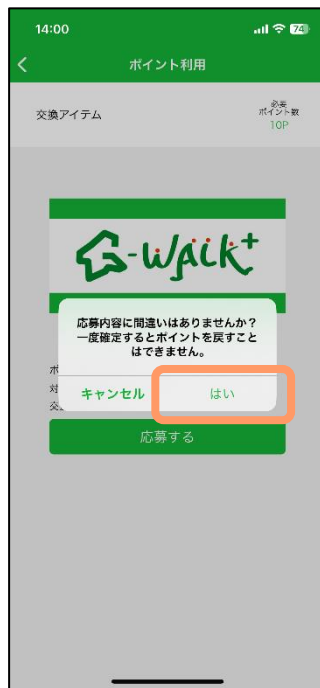 14:00
74
ポイント利用
交換アイテム
必要
ポイント数
10P
G-WALK+
応募内容に間違いはありませんか？
一度確定するとポイントを戻すこと
はできません。
ポ
対
交
キャンセル
はい
応募する